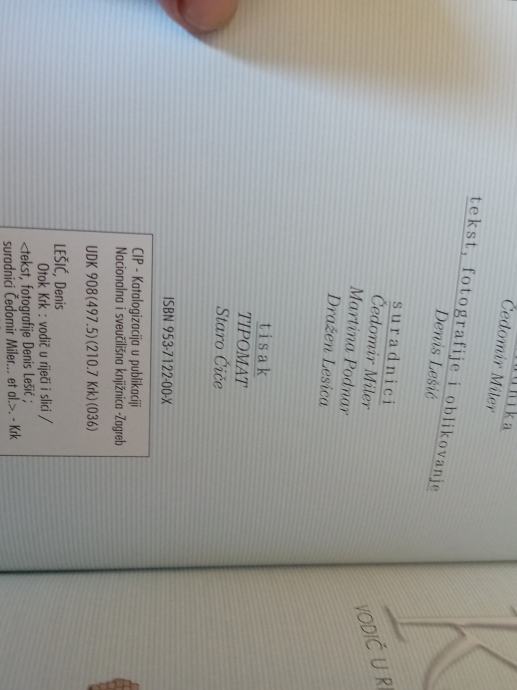 Čedomir Miler
tekst, fotografije i oblikovanje
Denis Lešić
suradnici
Čedomir Miler
Martina Podnar
Dražen Lesica
tisak
TIPOMAT
Staro Čiče
ISBN 953-7122-00-X
CIP - Katalogizacija u publikaciji
Nacionalna i sveučilišna knjižnica -Zagreb
UDK 908(497.5)(210.7 Krk)(036)
LEŠIĆ, Denis
Otok Krk : vodič u riječi i slici /
<tekst, fotografije Denis Lešić ;
suradnici Čedomir Miler... et al.>. - Krk
VODIČ U